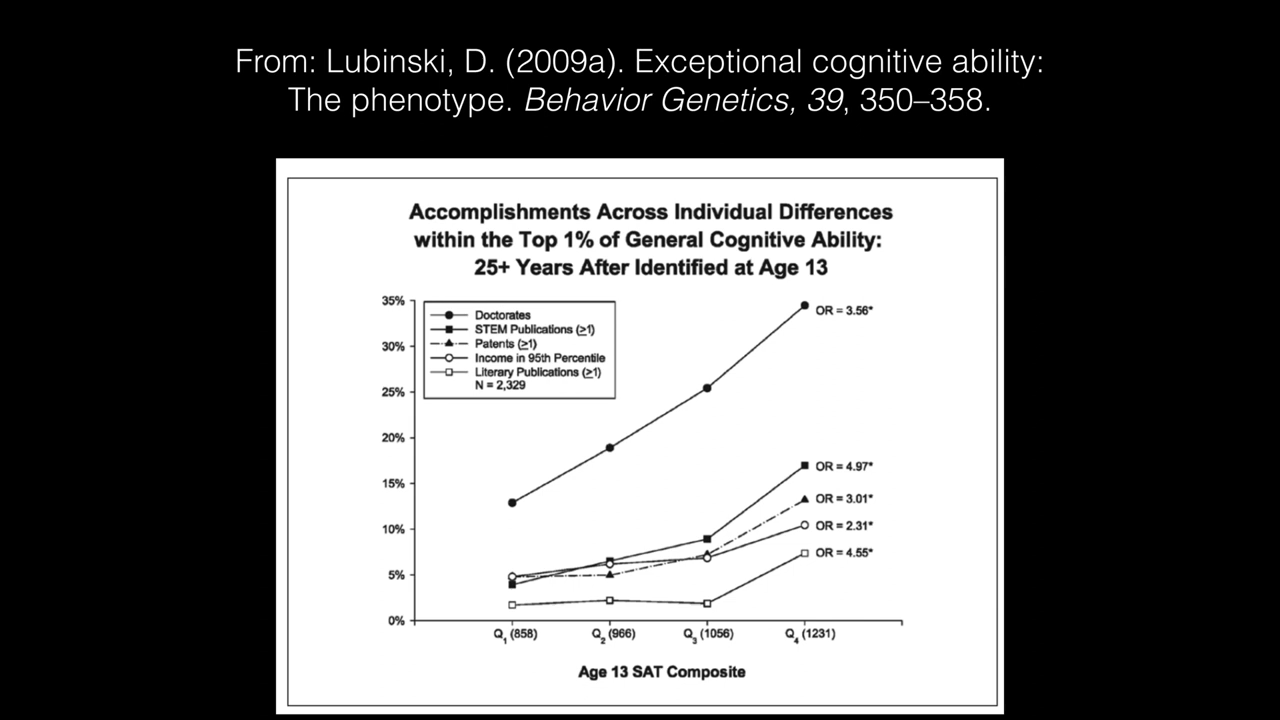 From: Lubinski, D. (2009a). Exceptional cognitive ability:
The phenotype. Behavior Genetics, 39, 350–358.
Accomplishments Across Individual Differences
within the Top 1% of General Cognitive Ability:
25+ Years After Identified at Age 13
35%
30%
25%
20%
15%
10%
5%
0%
Doctorates
STEM Publications (≥1)
Patents (≥1)
Income in 95th Percentile
Literary Publications (≥1)
N = 2,329
OR = 3.56*
OR = 4.97*
OR = 3.01*
OR = 2.31*
OR = 4.55*
Q₁ (858) Q₂ (966) Q₃ (1056) Q₄ (1231)
Age 13 SAT Composite